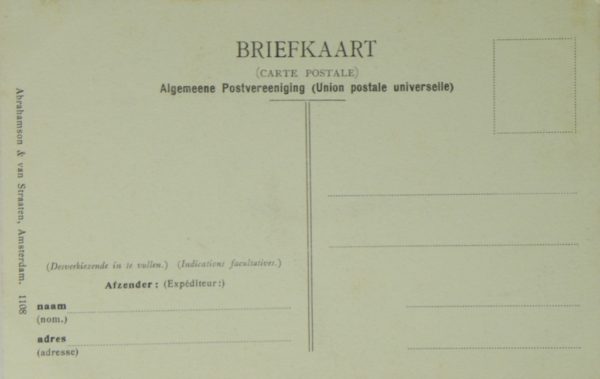 BRIEFKAART
(CARTE POSTALE)
Algemeene Postvereeniging (Union postale universelle)
Abrahamson & van Straaten, Amsterdam. 1108
(Desverkiezende in te vullen.) (Indications facultatives.)
Afzender: (Expéditeur:)
naam
(nom.)
adres
(adresse)